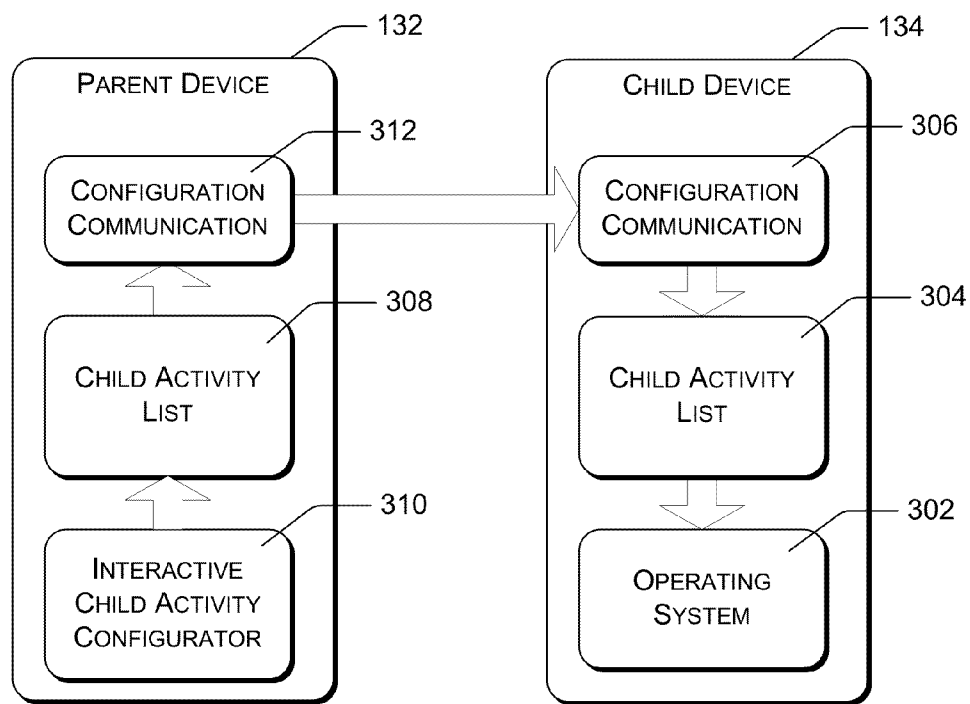 132
PARENT DEVICE
312
CONFIGURATION
COMMUNICATION
308
CHILD ACTIVITY
LIST
310
INTERACTIVE
CHILD ACTIVITY
CONFIGURATOR
134
CHILD DEVICE
306
CONFIGURATION
COMMUNICATION
304
CHILD ACTIVITY
LIST
302
OPERATING
SYSTEM